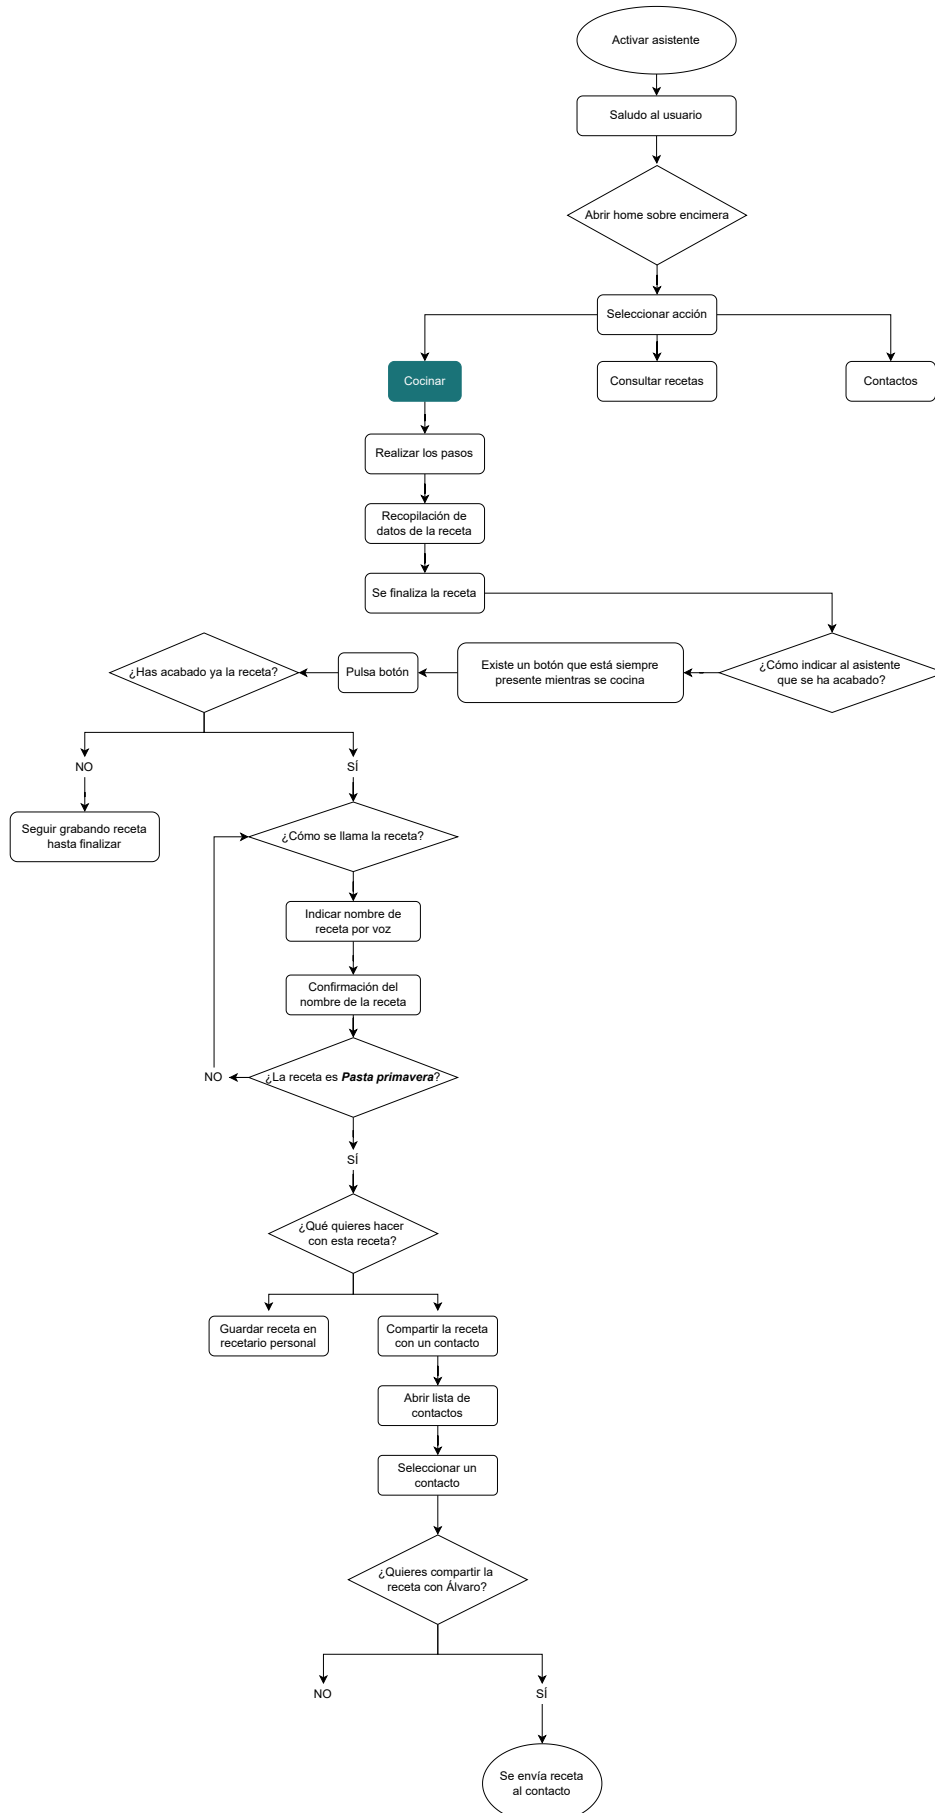 Activar asistente
Saludo al usuario
Abrir home sobre encimera
Seleccionar acción
Cocinar
Consultar recetas
Contactos
Realizar los pasos
Recopilación de
datos de la receta
Se finaliza la receta
¿Cómo indicar al asistente
que se ha acabado?
Existe un botón que está siempre
presente mientras se cocina
Pulsa botón
¿Has acabado ya la receta?
NO
SÍ
Seguir grabando receta
hasta finalizar
¿Cómo se llama la receta?
Indicar nombre de
receta por voz
Confirmación del
nombre de la receta
¿La receta es Pasta primavera?
NO
SÍ
¿Qué quieres hacer
con esta receta?
Guardar receta en
recetario personal
Compartir la receta
con un contacto
Abrir lista de
contactos
Seleccionar un
contacto
¿Quieres compartir la
receta con Álvaro?
NO
SÍ
Se envía receta
al contacto